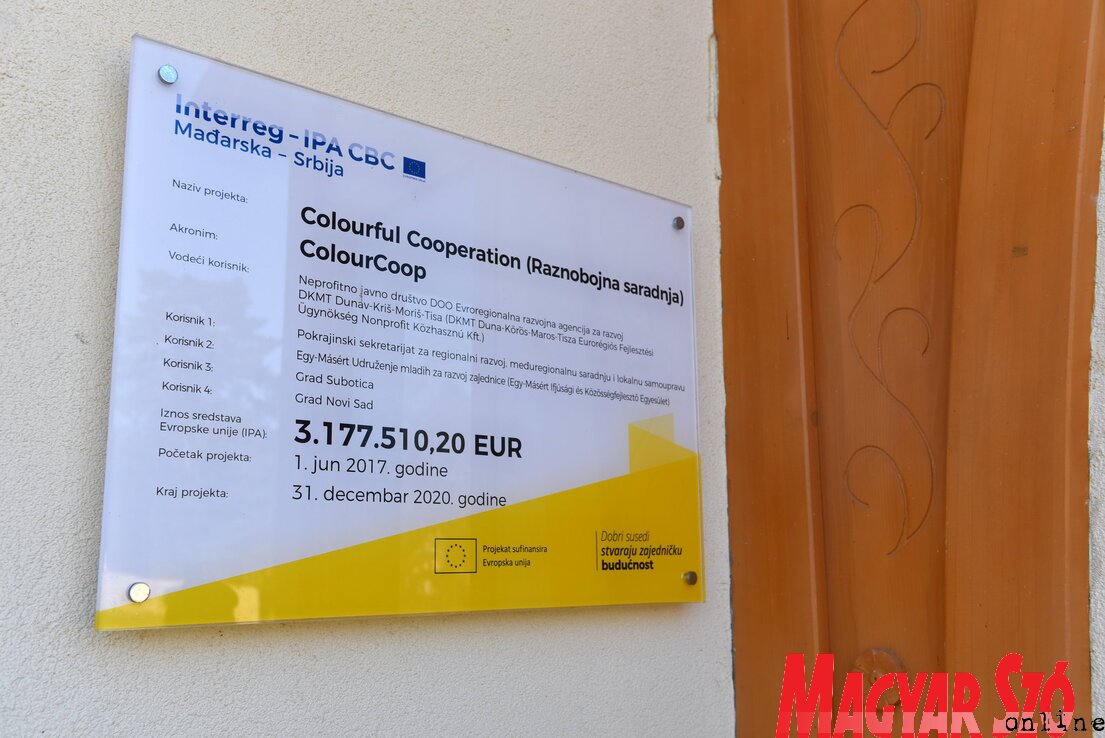 Interreg - IPA CBC
Mađarska – Srbija
EVROPSKA UNIJA
Naziv projekta:
Colourful Cooperation (Raznobojna saradnja)
Akronim:
ColourCoop
Vodeći korisnik:
Neprofitno javno društvo DOO Evroregionalna razvojna agencija za razvoj
DKMT Dunav-Kriš-Moriš-Tisa (DKMT Duna-Körös-Maros-Tisza Eurorégiós Fejlesztési
Ügynökség Nonprofit Közhasznú Kft.)
Korisnik 1:
Pokrajinski sekretarijat za regionalni razvoj, međuregionalnu saradnju i lokalnu samoupravu
Korisnik 2:
Egy-Másért Udruženje mladih za razvoj zajednice (Egy-Másért Ifjúsági és Közösségfejlesztő Egyesület)
Korisnik 3:
Grad Subotica
Korisnik 4:
Grad Novi Sad
Iznos sredstava
Evropske unije (IPA):
3.177.510,20 EUR
Početak projekta:
1. jun 2017. godine
Kraj projekta:
31. decembar 2020. godine
Projekat sufinansira
Evropska unija
Dobri susedi
stvaraju zajedničku
budućnost
MAGYAR SZÓ
online